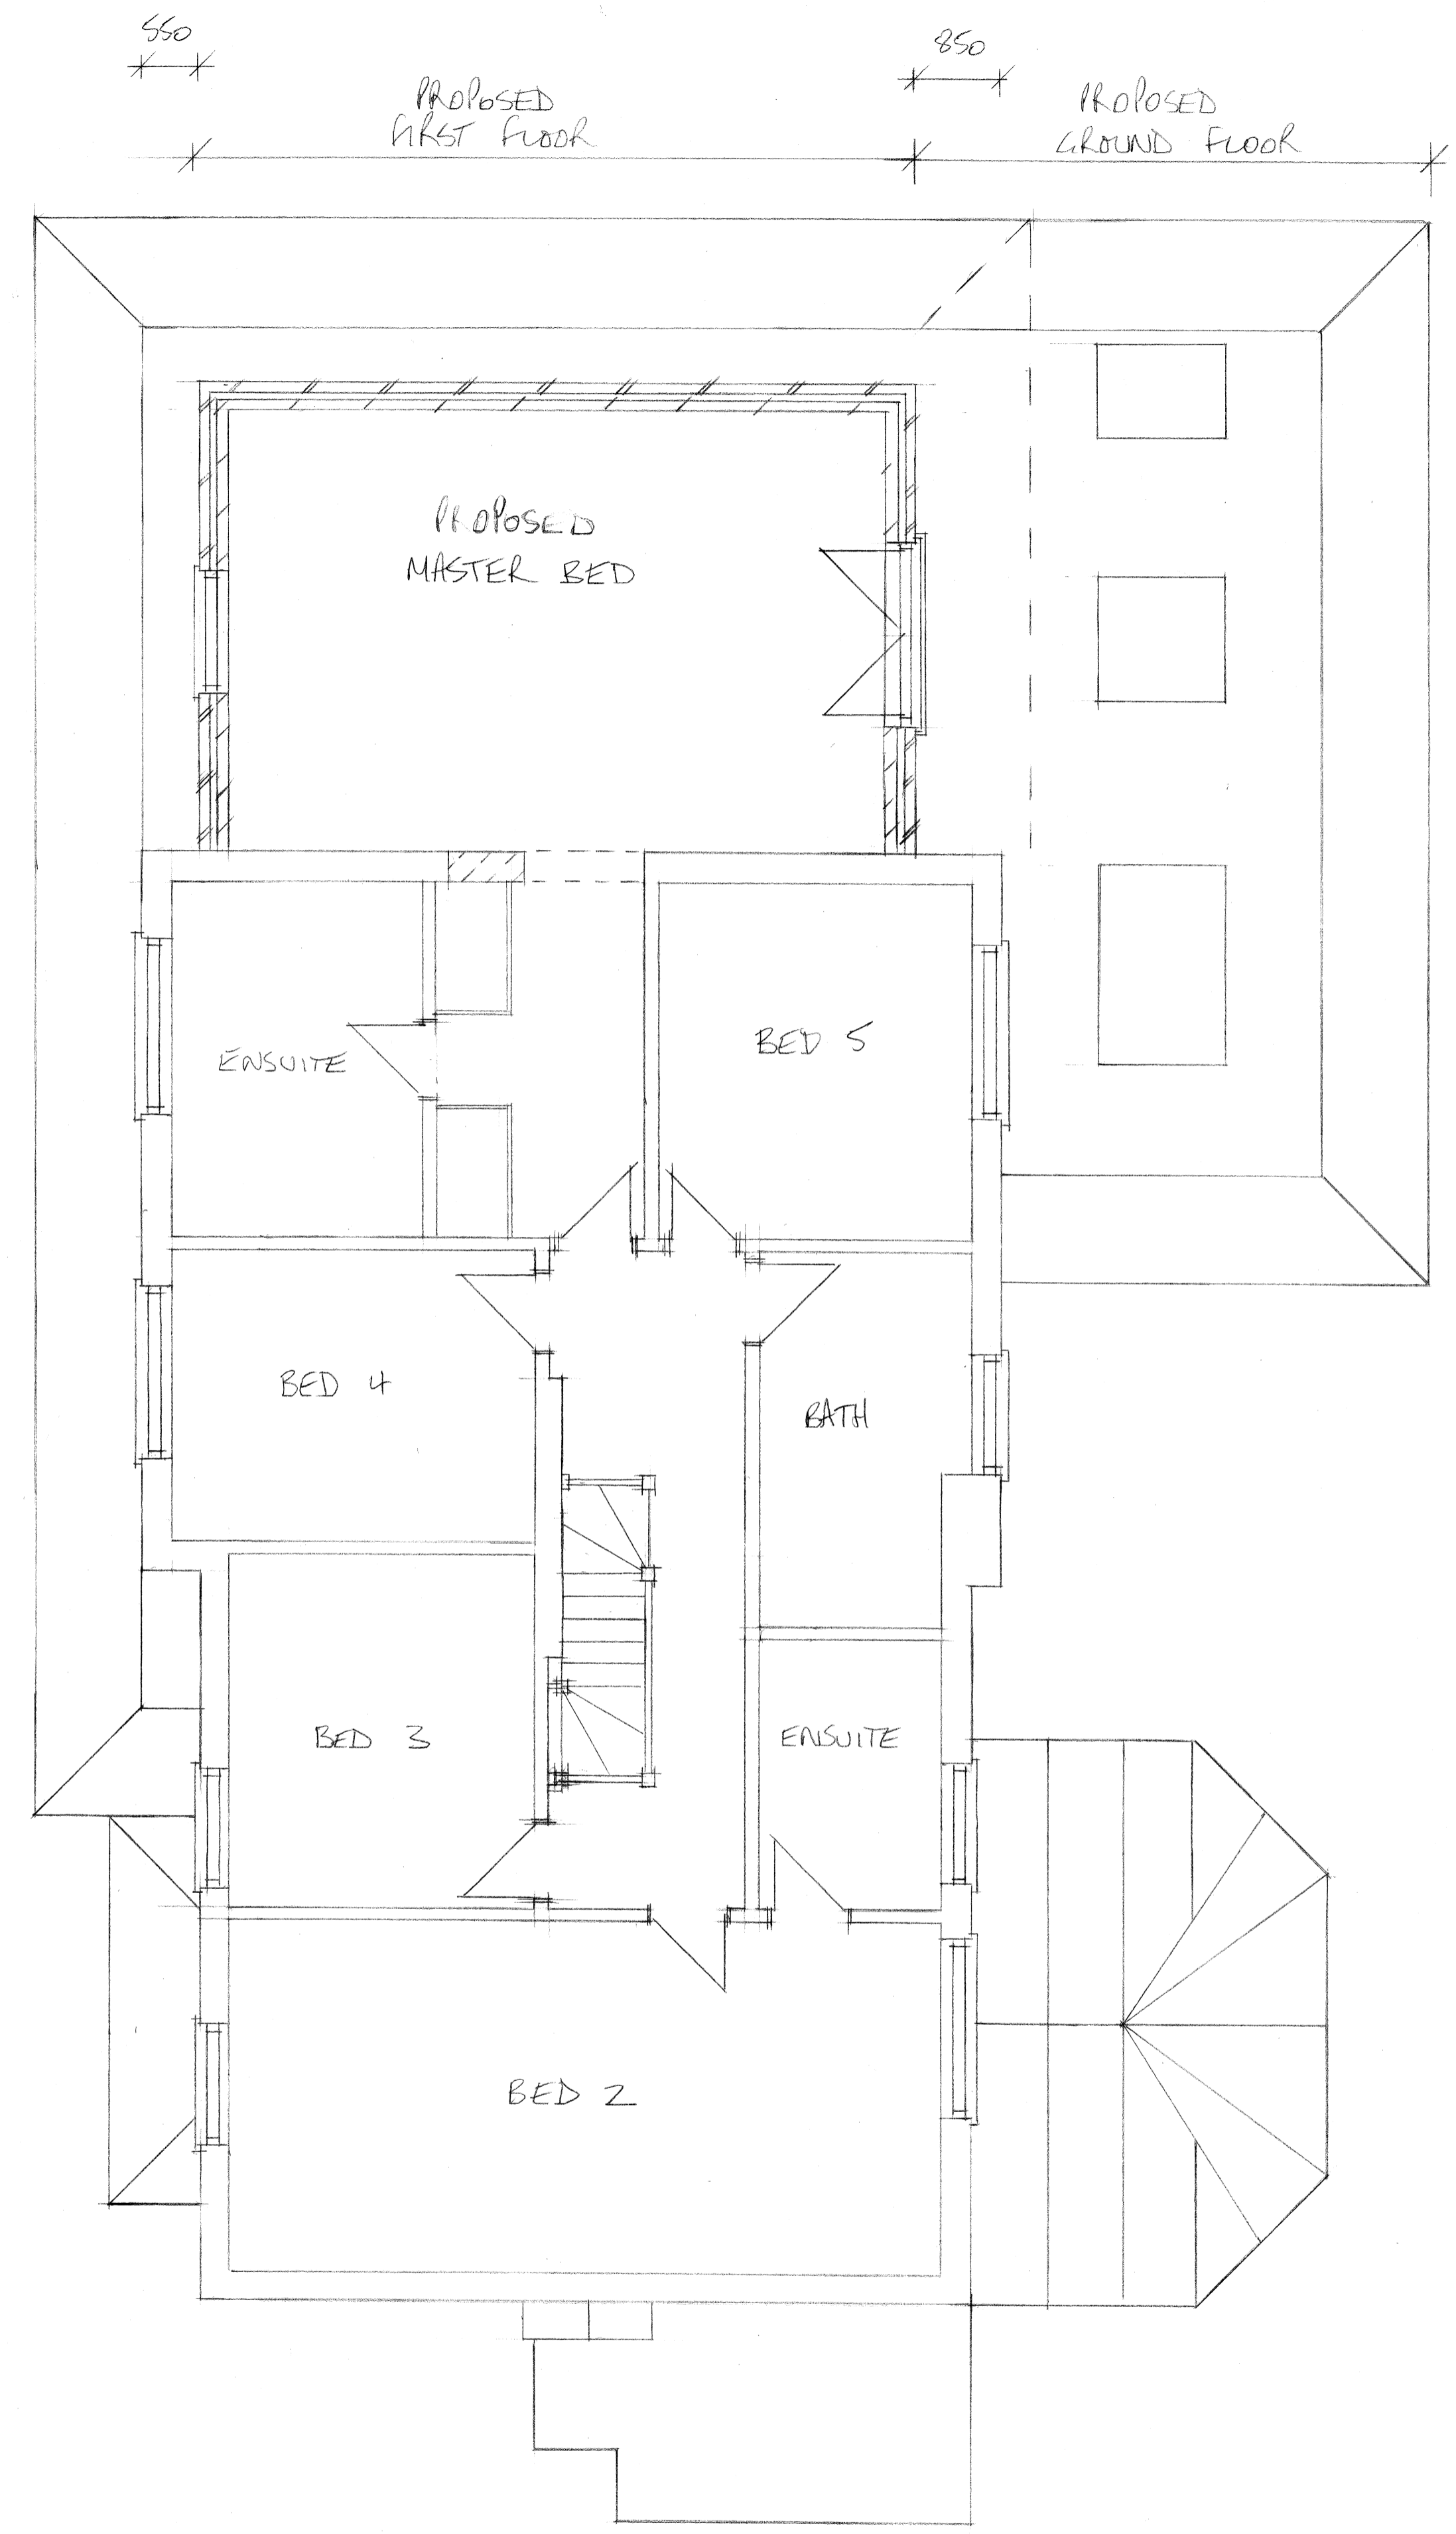 550
850
PROPOSED
FIRST FLOOR
PROPOSED
GROUND FLOOR
PROPOSED
MASTER BED
ENSUITE
BED 5
BED 4
BATH
BED 3
ENSUITE
BED 2